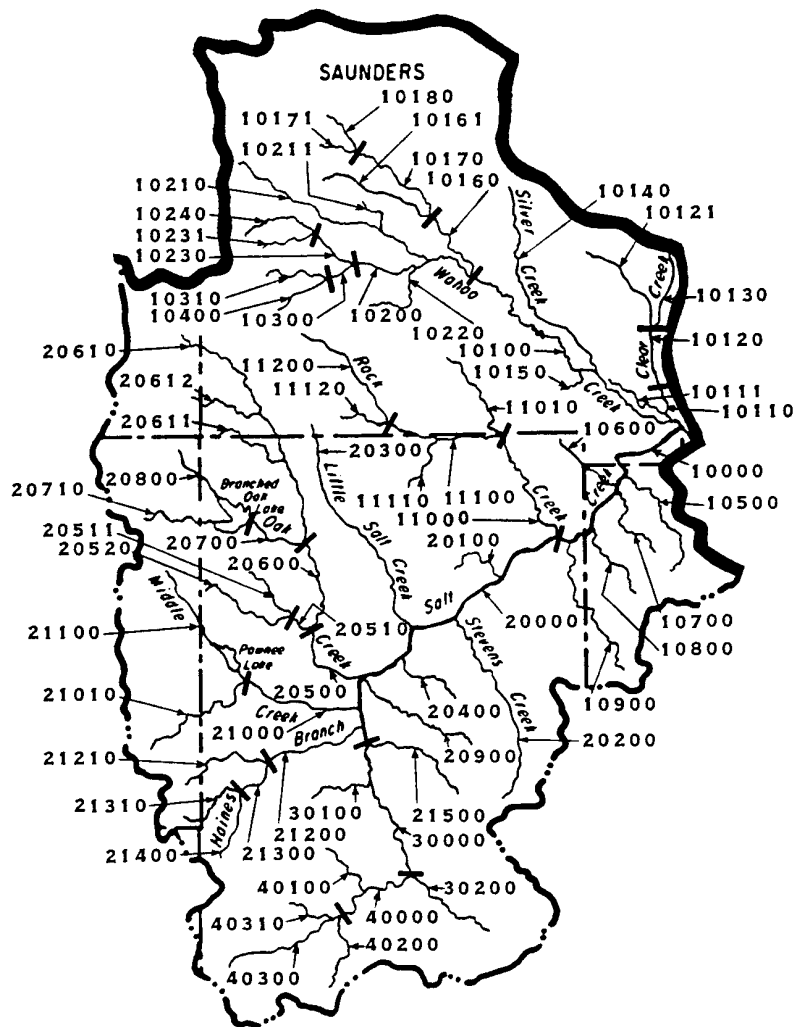 SAUNDERS
10180
10171
10161
10211
10170
10160
10210
10140
10240
10121
10231
10230
Silver
Creek
Creek
10310
10400
10300
10200
Wahoo
10220
10130
10120
20610
11200
Rock
10100
10150
Clear
20612
11120
Creek
10111
10110
20611
11010
10600
20300
10000
20800
Little
Branched
Oak
Lake
Creek
20710
11110
11100
10500
Oak
11000
Creek
20511
20700
Salt
20100
20520
20600
Creek
Middle
Salt
20000
10700
21100
20510
Stevens
10800
Creek
Pawnee
Lake
20500
21010
Creek
20400
10900
21000
Creek
Branch
20900
20200
21210
21310
30100
21500
Haines
21200
30000
21400
21300
40100
30200
40310
40000
40200
40300